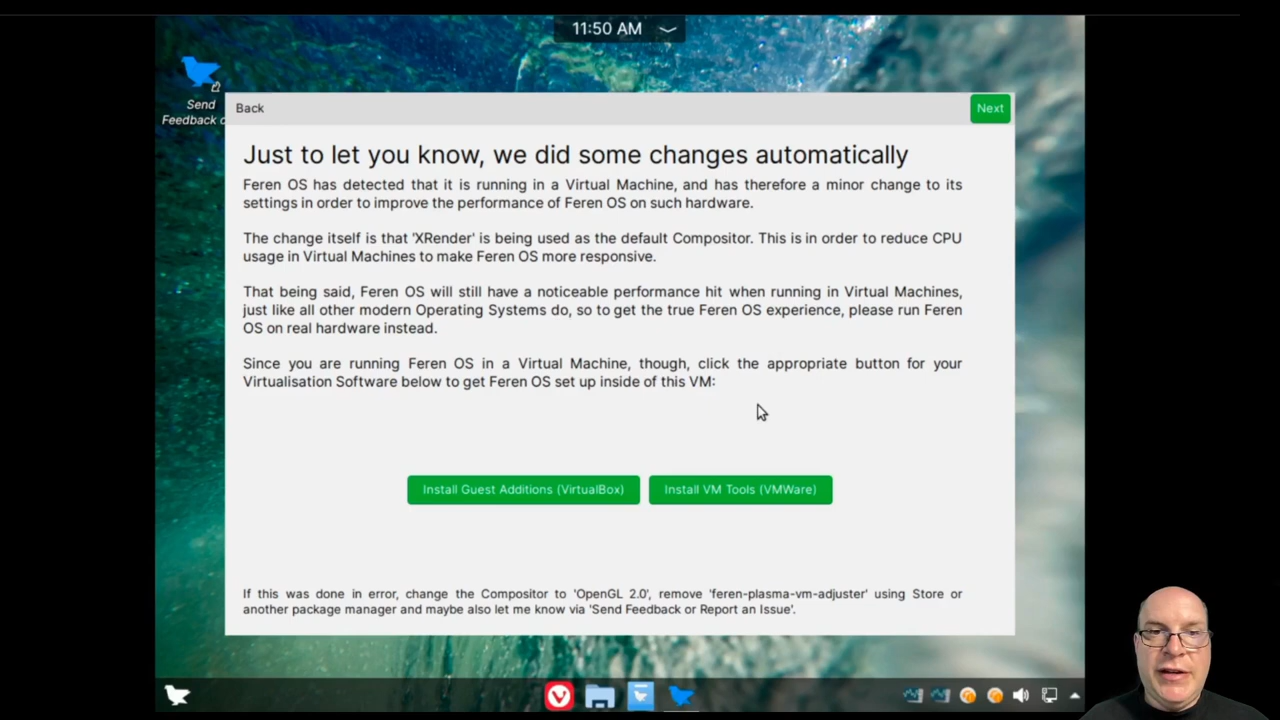 11:50 AM
Send
Feedback o
Back
Next
Just to let you know, we did some changes automatically
Feren OS has detected that it is running in a Virtual Machine, and has therefore a minor change to its
settings in order to improve the performance of Feren OS on such hardware.
The change itself is that 'XRender' is being used as the default Compositor. This is in order to reduce CPU
usage in Virtual Machines to make Feren OS more responsive.
That being said, Feren OS will still have a noticeable performance hit when running in Virtual Machines,
just like all other modern Operating Systems do, so to get the true Feren OS experience, please run Feren
OS on real hardware instead.
Since you are running Feren OS in a Virtual Machine, though, click the appropriate button for your
Virtualisation Software below to get Feren OS set up inside of this VM:
Install Guest Additions (VirtualBox)
Install VM Tools (VMWare)
If this was done in error, change the Compositor to 'OpenGL 2.0', remove 'feren-plasma-vm-adjuster' using Store or
another package manager and maybe also let me know via 'Send Feedback or Report an Issue'.